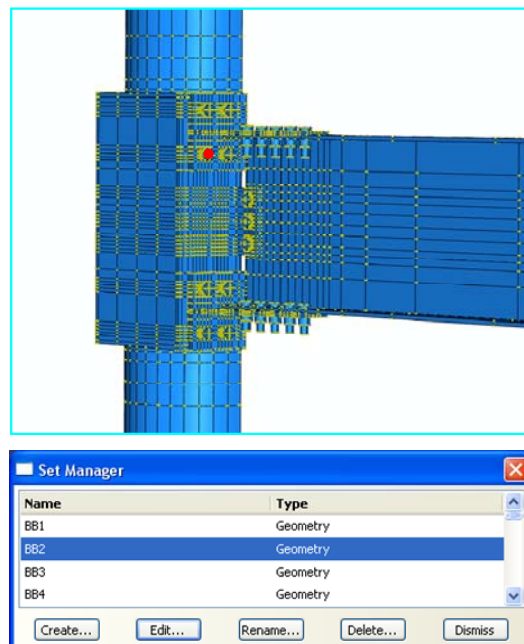 Set Manager
Name Type
BB1 Geometry
BB2 Geometry
BB3 Geometry
BB4 Geometry
Create... Edit... Rename... Delete... Dismiss